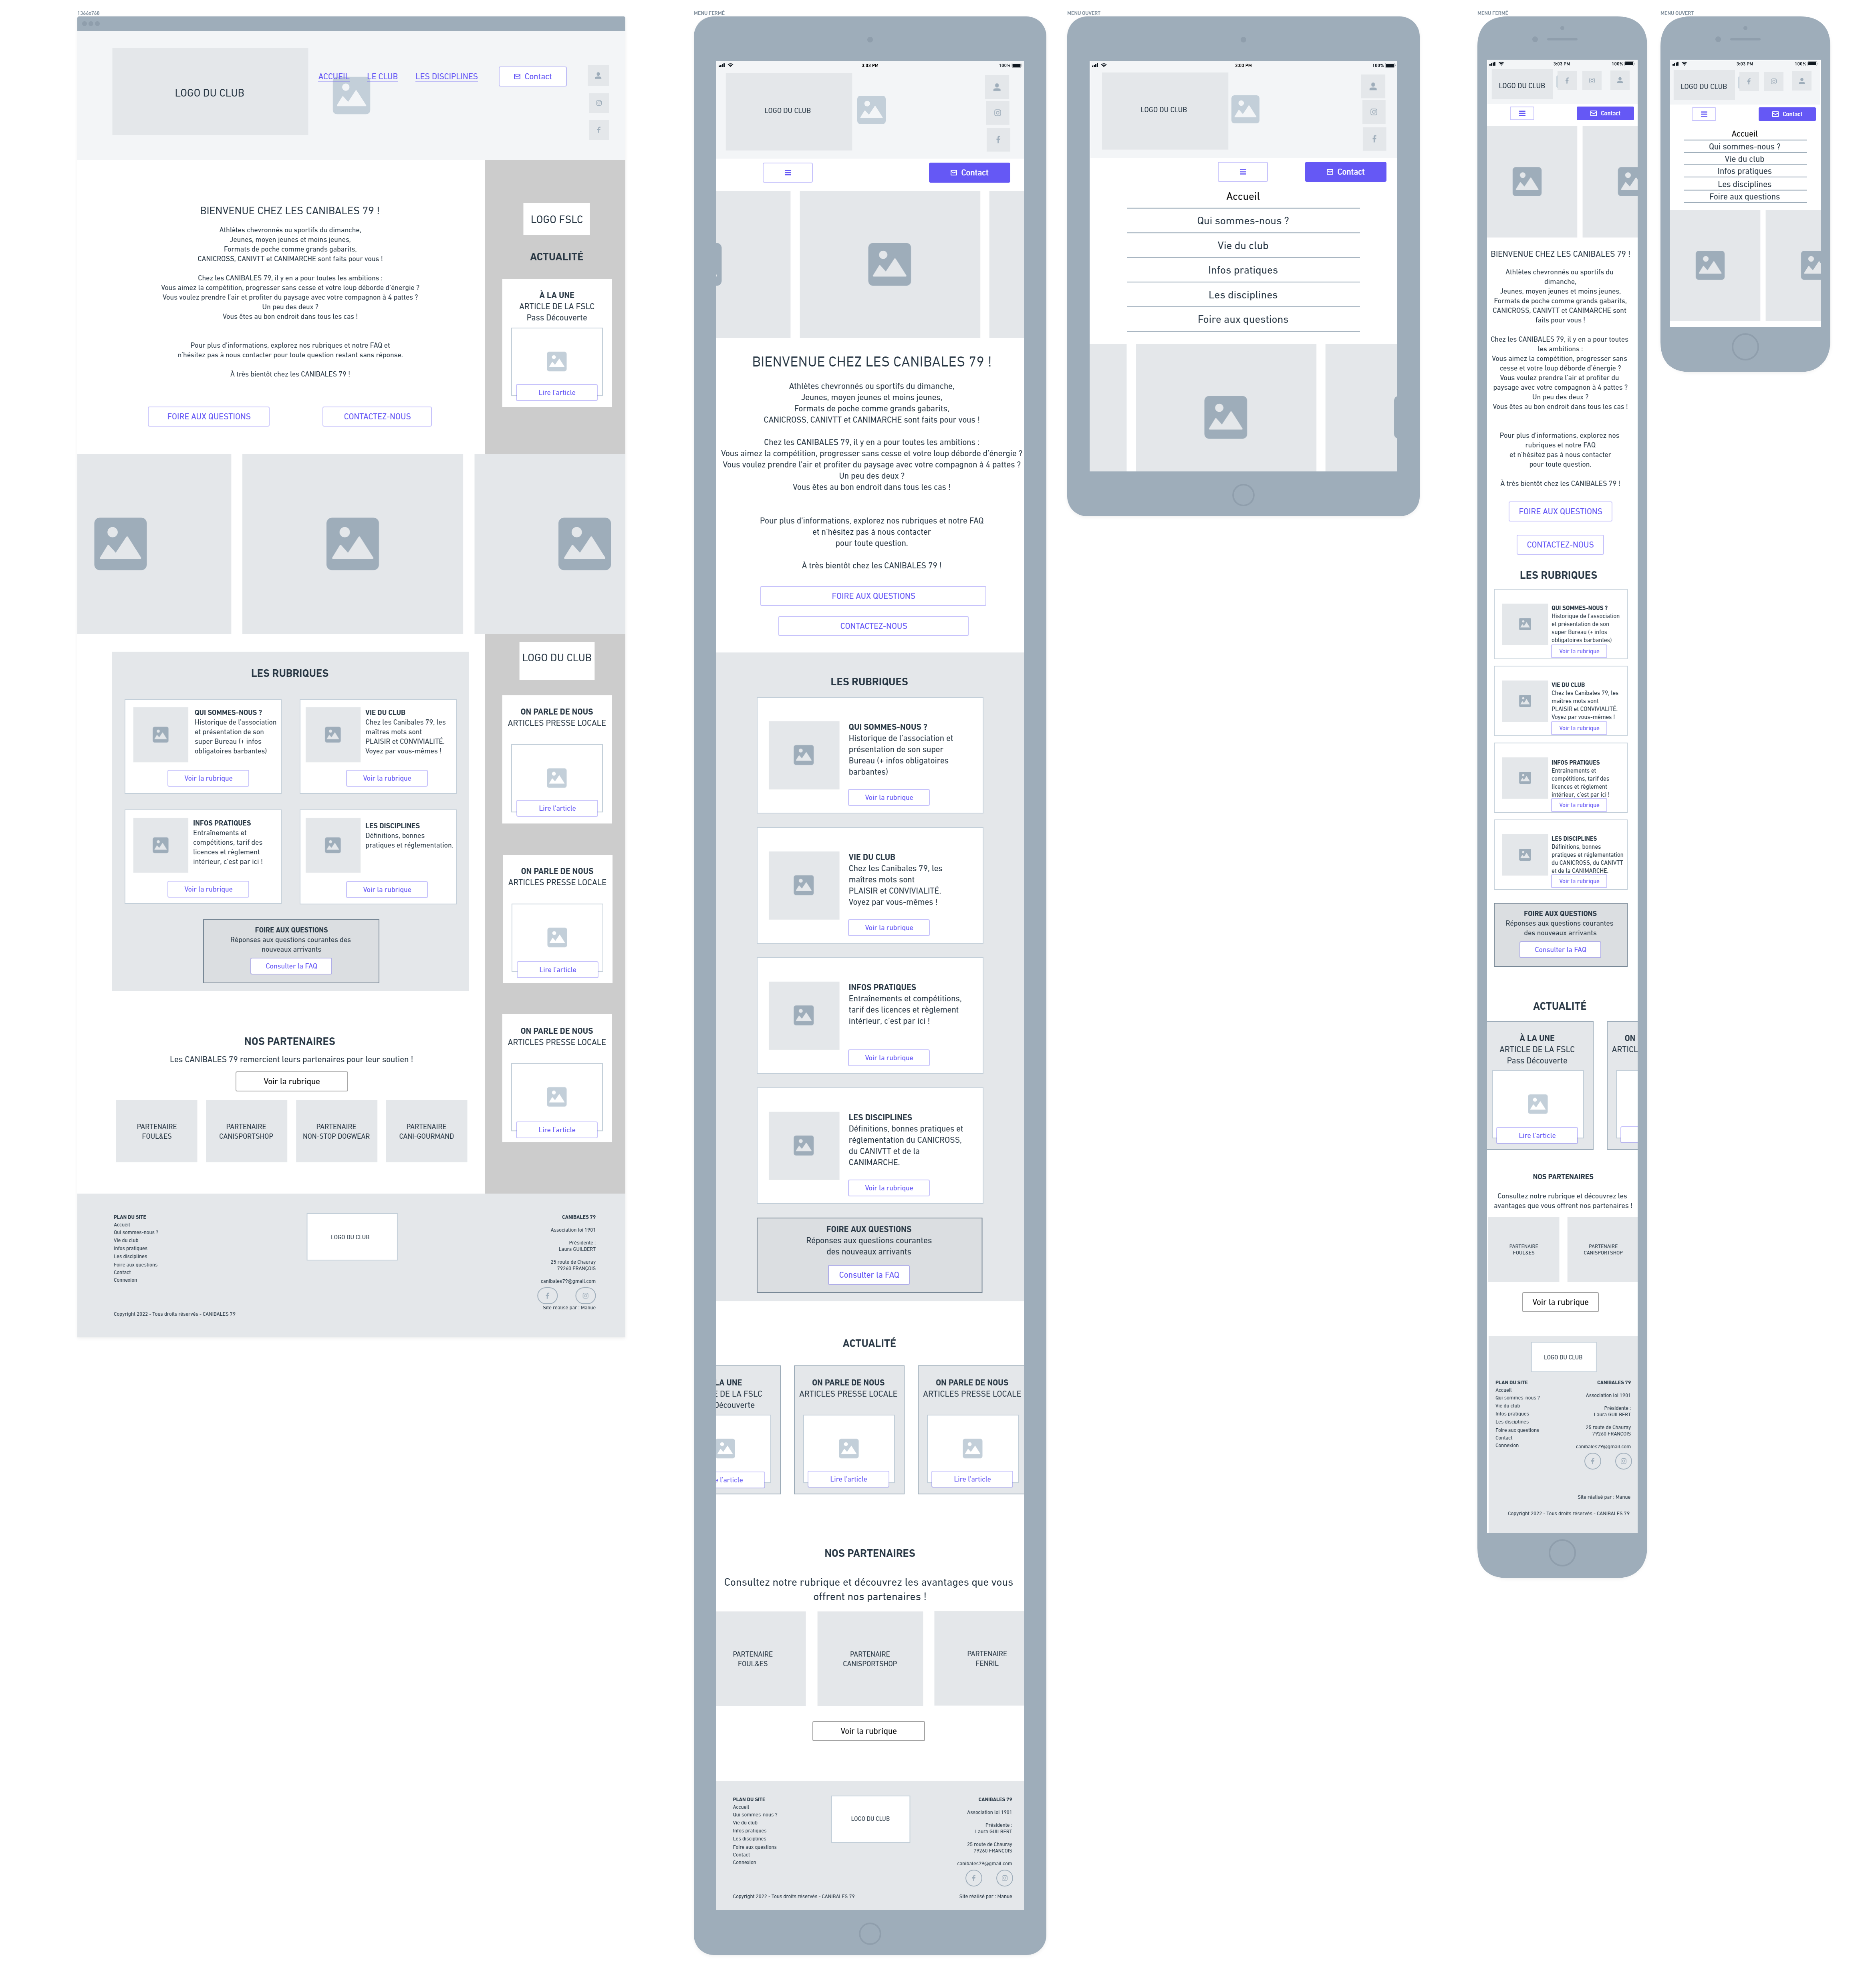 1366x768
LOGO DU CLUB
ACCUEIL
LE CLUB
LES DISCIPLINES
Contact
BIENVENUE CHEZ LES CANIBALES 79 !
Athlètes chevronnés ou sportifs du dimanche,
Jeunes, moyen jeunes et moins jeunes,
Formats de poche comme grands gabarits,
CANICROSS, CANIVTT et CANIMARCHE sont faits pour vous !
Chez les CANIBALES 79, il y en a pour toutes les ambitions :
Vous aimez la compétition, progresser sans cesse et votre loup déborde d'énergie ?
Vous voulez prendre l'air et profiter du paysage avec votre compagnon à 4 pattes ?
Un peu des deux ?
Vous êtes au bon endroit dans tous les cas !
Pour plus d'informations, explorez nos rubriques et notre FAQ et
n'hésitez pas à nous contacter pour toute question restant sans réponse.
À très bientôt chez les CANIBALES 79 !
FOIRE AUX QUESTIONS
CONTACTEZ-NOUS
LOGO FSLC
ACTUALITÉ
À LA UNE
ARTICLE DE LA FSLC
Pass Découverte
Lire l'article
LES RUBRIQUES
QUI SOMMES-NOUS ?
Historique de l'association
et présentation de son
super Bureau (+ infos
obligatoires barbantes)
Voir la rubrique
VIE DU CLUB
Chez les Canibales 79, les
maîtres mots sont
PLAISIR et CONVIVIALITÉ.
Voyez par vous-mêmes !
Voir la rubrique
INFOS PRATIQUES
Entraînements et
compétitions, tarif des
licences et règlement
intérieur, c'est par ici !
Voir la rubrique
LES DISCIPLINES
Définitions, bonnes
pratiques et réglementation.
Voir la rubrique
FOIRE AUX QUESTIONS
Réponses aux questions courantes des
nouveaux arrivants
Consulter la FAQ
LOGO DU CLUB
ON PARLE DE NOUS
ARTICLES PRESSE LOCALE
Lire l'article
ON PARLE DE NOUS
ARTICLES PRESSE LOCALE
Lire l'article
ON PARLE DE NOUS
ARTICLES PRESSE LOCALE
Lire l'article
NOS PARTENAIRES
Les CANIBALES 79 remercient leurs partenaires pour leur soutien !
Voir la rubrique
PARTENAIRE
FOUL&ES
PARTENAIRE
CANISPORTSHOP
PARTENAIRE
NON-STOP DOGWEAR
PARTENAIRE
CANI-GOURMAND
PLAN DU SITE
Accueil
Qui sommes-nous ?
Vie du club
Infos pratiques
Les disciplines
Foire aux questions
Contact
Connexion
Copyright 2022 - Tous droits réservés - CANIBALES 79
LOGO DU CLUB
CANIBALES 79
Association loi 1901
Présidente :
Laura GUILBERT
25 route de Chauray
79260 FRANÇOIS
canibales79@gmail.com
Site réalisé par : Manue
MENU FERMÉ
3:03 PM
100%
LOGO DU CLUB
Contact
BIENVENUE CHEZ LES CANIBALES 79 !
Athlètes chevronnés ou sportifs du dimanche,
Jeunes, moyen jeunes et moins jeunes,
Formats de poche comme grands gabarits,
CANICROSS, CANIVTT et CANIMARCHE sont faits pour vous !
Chez les CANIBALES 79, il y en a pour toutes les ambitions :
Vous aimez la compétition, progresser sans cesse et votre loup déborde d'énergie ?
Vous voulez prendre l'air et profiter du paysage avec votre compagnon à 4 pattes ?
Un peu des deux ?
Vous êtes au bon endroit dans tous les cas !
Pour plus d'informations, explorez nos rubriques et notre FAQ
et n'hésitez pas à nous contacter
pour toute question.
À très bientôt chez les CANIBALES 79 !
FOIRE AUX QUESTIONS
CONTACTEZ-NOUS
LES RUBRIQUES
QUI SOMMES-NOUS ?
Historique de l'association et
présentation de son super
Bureau (+ infos obligatoires
barbantes)
Voir la rubrique
VIE DU CLUB
Chez les Canibales 79, les
maîtres mots sont
PLAISIR et CONVIVIALITÉ.
Voyez par vous-mêmes !
Voir la rubrique
INFOS PRATIQUES
Entraînements et compétitions,
tarif des licences et règlement
intérieur, c'est par ici !
Voir la rubrique
LES DISCIPLINES
Définitions, bonnes pratiques et
réglementation du CANICROSS,
du CANIVTT et de la
CANIMARCHE.
Voir la rubrique
FOIRE AUX QUESTIONS
Réponses aux questions courantes
des nouveaux arrivants
Consulter la FAQ
ACTUALITÉ
LA UNE
E DE LA FSLC
Découverte
l'article
ON PARLE DE NOUS
ARTICLES PRESSE LOCALE
Lire l'article
ON PARLE DE NOUS
ARTICLES PRESSE LOCALE
Lire l'article
NOS PARTENAIRES
Consultez notre rubrique et découvrez les avantages que vous
offrent nos partenaires !
PARTENAIRE
FOUL&ES
PARTENAIRE
CANISPORTSHOP
PARTENAIRE
FENRIL
Voir la rubrique
PLAN DU SITE
Accueil
Qui sommes-nous ?
Vie du club
Infos pratiques
Les disciplines
Foire aux questions
Contact
Connexion
Copyright 2022 - Tous droits réservés - CANIBALES 79
LOGO DU CLUB
CANIBALES 79
Association loi 1901
Présidente :
Laura GUILBERT
25 route de Chauray
79260 FRANÇOIS
canibales79@gmail.com
Site réalisé par : Manue
MENU OUVERT
3:03 PM
100%
LOGO DU CLUB
Contact
Accueil
Qui sommes-nous ?
Vie du club
Infos pratiques
Les disciplines
Foire aux questions
MENU FERMÉ
3:03 PM
100%
LOGO DU CLUB
Contact
BIENVENUE CHEZ LES CANIBALES 79 !
Athlètes chevronnés ou sportifs du
dimanche,
Jeunes, moyen jeunes et moins jeunes,
Formats de poche comme grands gabarits,
CANICROSS, CANIVTT et CANIMARCHE sont
faits pour vous !
Chez les CANIBALES 79, il y en a pour toutes
les ambitions :
Vous aimez la compétition, progresser sans
cesse et votre loup déborde d'énergie ?
Vous voulez prendre l'air et profiter du
paysage avec votre compagnon à 4 pattes ?
Un peu des deux ?
Vous êtes au bon endroit dans tous les cas !
Pour plus d'informations, explorez nos
rubriques et notre FAQ
et n'hésitez pas à nous contacter
pour toute question.
À très bientôt chez les CANIBALES 79 !
FOIRE AUX QUESTIONS
CONTACTEZ-NOUS
LES RUBRIQUES
QUI SOMMES-NOUS ?
Historique de l'association
et présentation de son
super Bureau (+ infos
obligatoires barbantes)
Voir la rubrique
VIE DU CLUB
Chez les Canibales 79, les
maîtres mots sont
PLAISIR et CONVIVIALITÉ.
Voyez par vous-mêmes !
Voir la rubrique
INFOS PRATIQUES
Entraînements et
compétitions, tarif des
licences et règlement
intérieur, c'est par ici !
Voir la rubrique
LES DISCIPLINES
Définitions, bonnes
pratiques et réglementation
du CANICROSS, du CANIVTT
et de la CANIMARCHE.
Voir la rubrique
FOIRE AUX QUESTIONS
Réponses aux questions courantes
des nouveaux arrivants
Consulter la FAQ
ACTUALITÉ
À LA UNE
ARTICLE DE LA FSLC
Pass Découverte
Lire l'article
ON
ARTICL
NOS PARTENAIRES
Consultez notre rubrique et découvrez les
avantages que vous offrent nos partenaires !
PARTENAIRE
FOUL&ES
PARTENAIRE
CANISPORTSHOP
Voir la rubrique
LOGO DU CLUB
PLAN DU SITE
Accueil
Qui sommes-nous ?
Vie du club
Infos pratiques
Les disciplines
Foire aux questions
Contact
Connexion
CANIBALES 79
Association loi 1901
Présidente :
Laura GUILBERT
25 route de Chauray
79260 FRANÇOIS
canibales79@gmail.com
Site réalisé par : Manue
Copyright 2022 - Tous droits réservés - CANIBALES 79
MENU OUVERT
3:03 PM
100%
LOGO DU CLUB
Contact
Accueil
Qui sommes-nous ?
Vie du club
Infos pratiques
Les disciplines
Foire aux questions